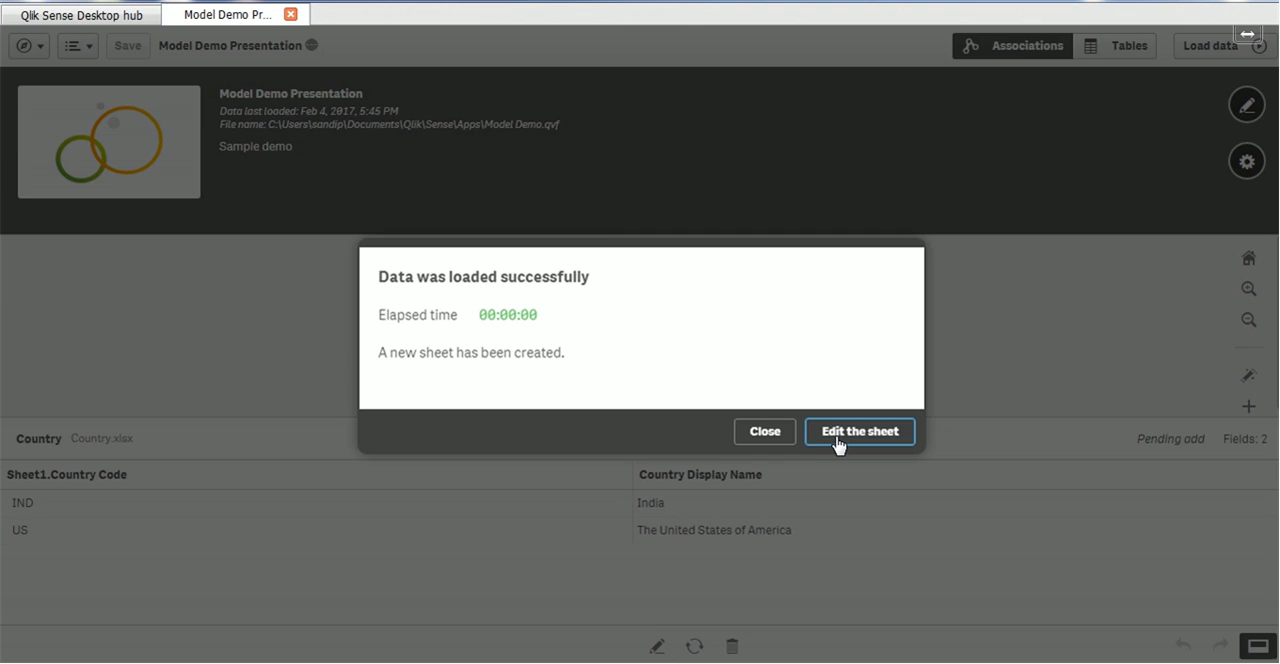 Qlik Sense Desktop hub
Model Demo Pr...
Save
Model Demo Presentation
Associations
Tables
Load data
Model Demo Presentation
Data last loaded: Feb 4, 2017, 5:45 PM
File name: C:\Users\sandip\Documents\Qlik\Sense\Apps\Model Demo.qvf
Sample demo
Data was loaded successfully
Elapsed time 00:00:00
A new sheet has been created.
Close
Edit the sheet
Country Country.xlsx
Pending add
Fields: 2
Sheet1.Country Code
Country Display Name
IND
India
US
The United States of America